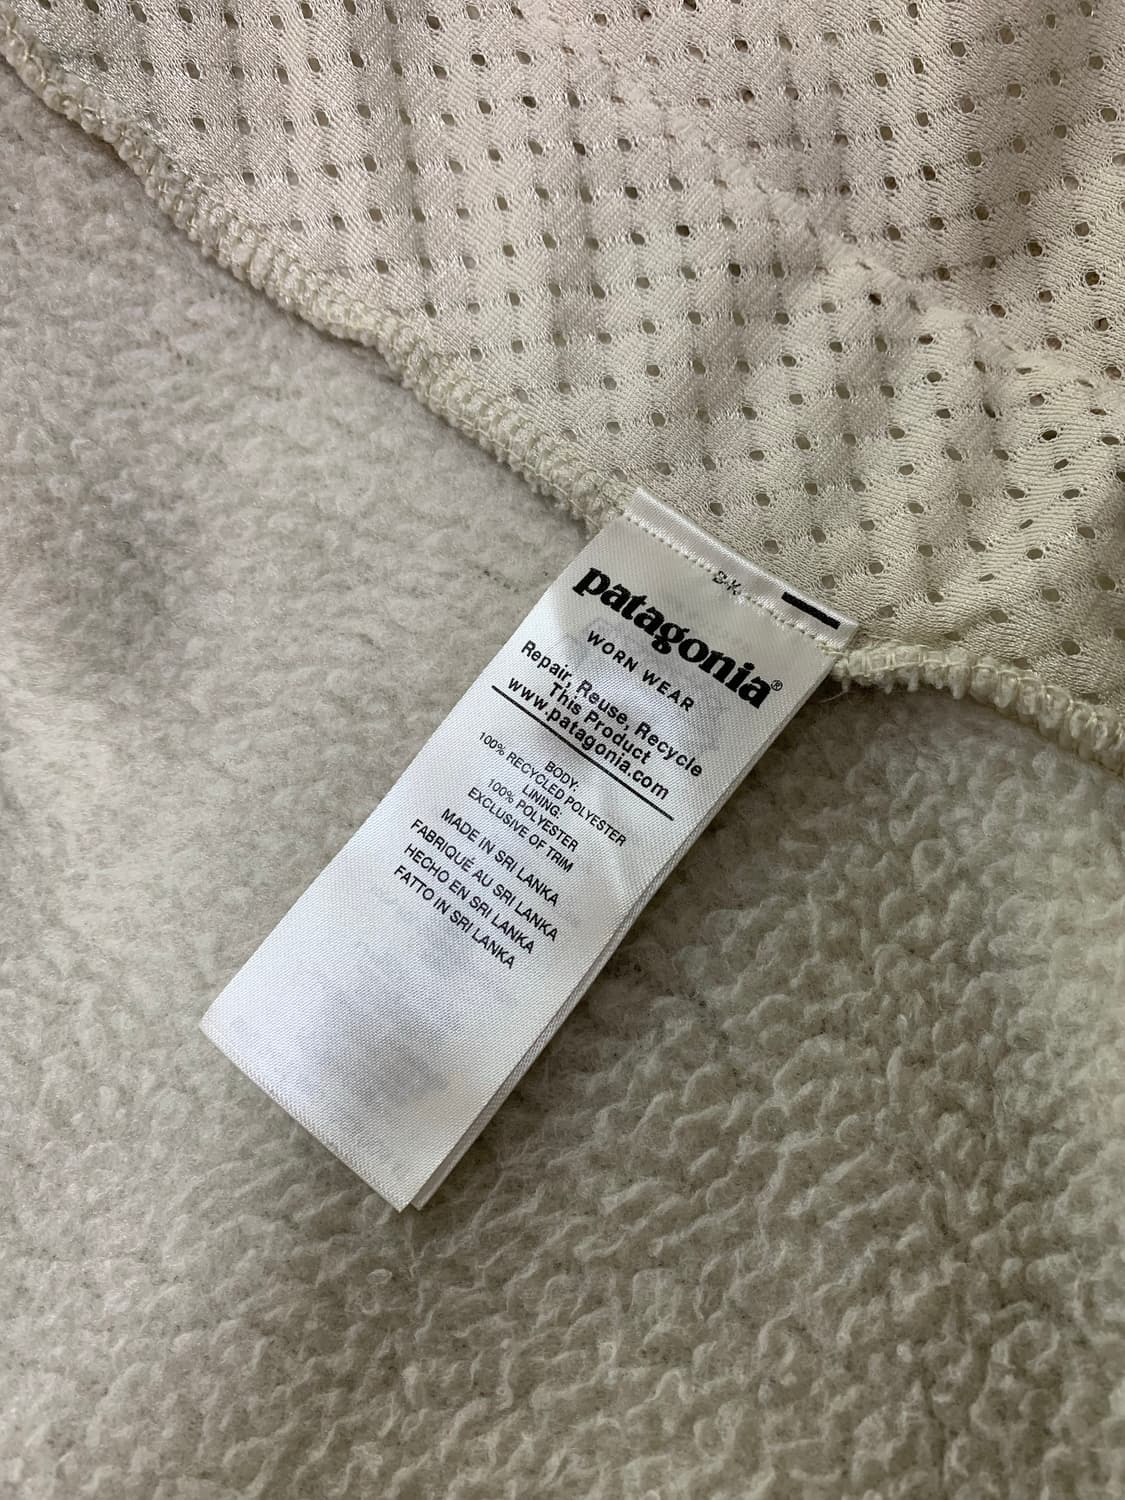 patagonia®
WORN WEAR
Repair, Reuse, Recycle
This Product
www.patagonia.com
BODY:
100% RECYCLED POLYESTER
LINING:
100% POLYESTER
EXCLUSIVE OF TRIM
MADE IN SRI LANKA
FABRIQUÉ AU SRI LANKA
HECHO EN SRI LANKA
FATTO IN SRI LANKA